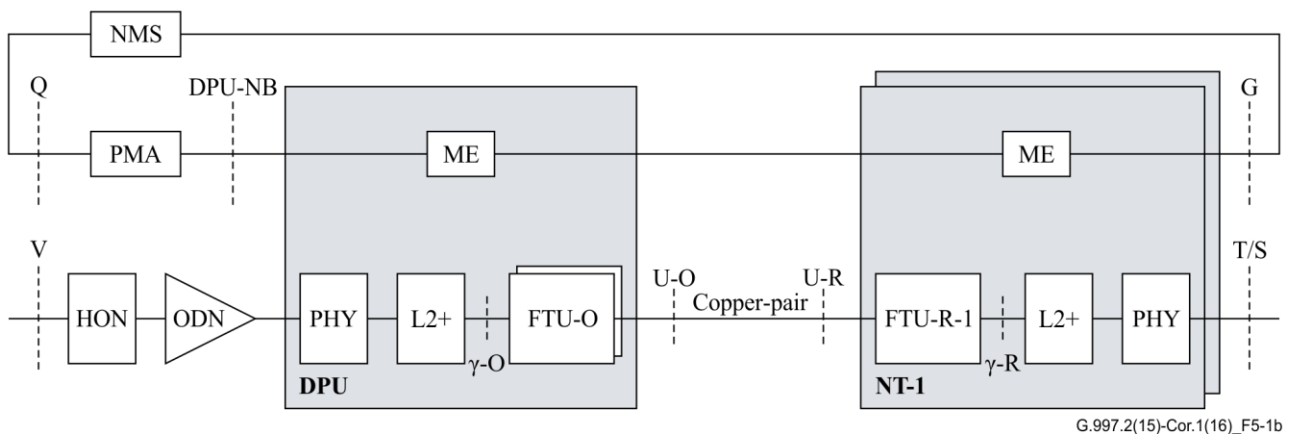 NMS
Q
DPU-NB
G
PMA
ME
ME
V
U-O
U-R
T/S
Copper-pair
HON
ODN
PHY
L2+
FTU-O
FTU-R-1
L2+
PHY
γ-O
γ-R
DPU
NT-1
G.997.2(15)-Cor.1(16)_F5-1b